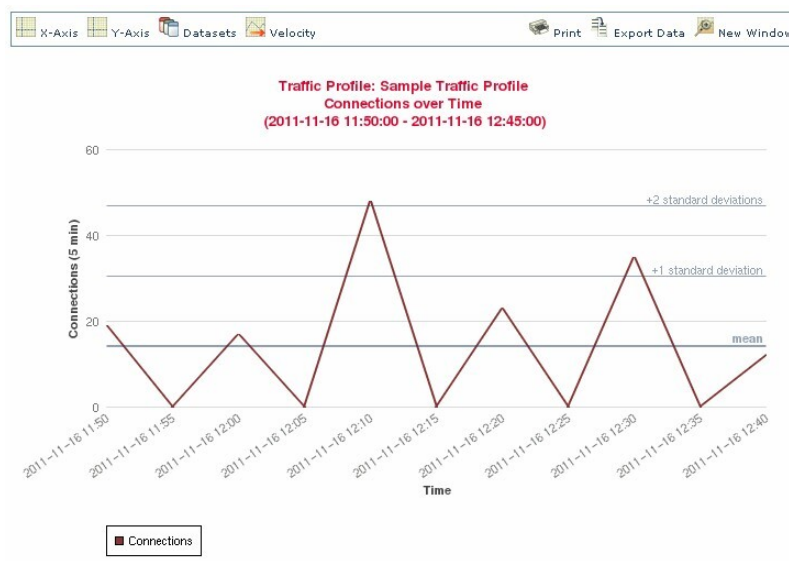 X-Axis Y-Axis Datasets Velocity Print Export Data New Window
Traffic Profile: Sample Traffic Profile
Connections over Time
(2011-11-16 11:50:00 - 2011-11-16 12:45:00)
60
+2 standard deviations
40
+1 standard deviation
20
mean
0
Connections (5 min)
2011-11-16 11:50
2011-11-16 11:55
2011-11-16 12:00
2011-11-16 12:05
2011-11-16 12:10
2011-11-16 12:15
2011-11-16 12:20
2011-11-16 12:25
2011-11-16 12:30
2011-11-16 12:35
2011-11-16 12:40
Time
Connections